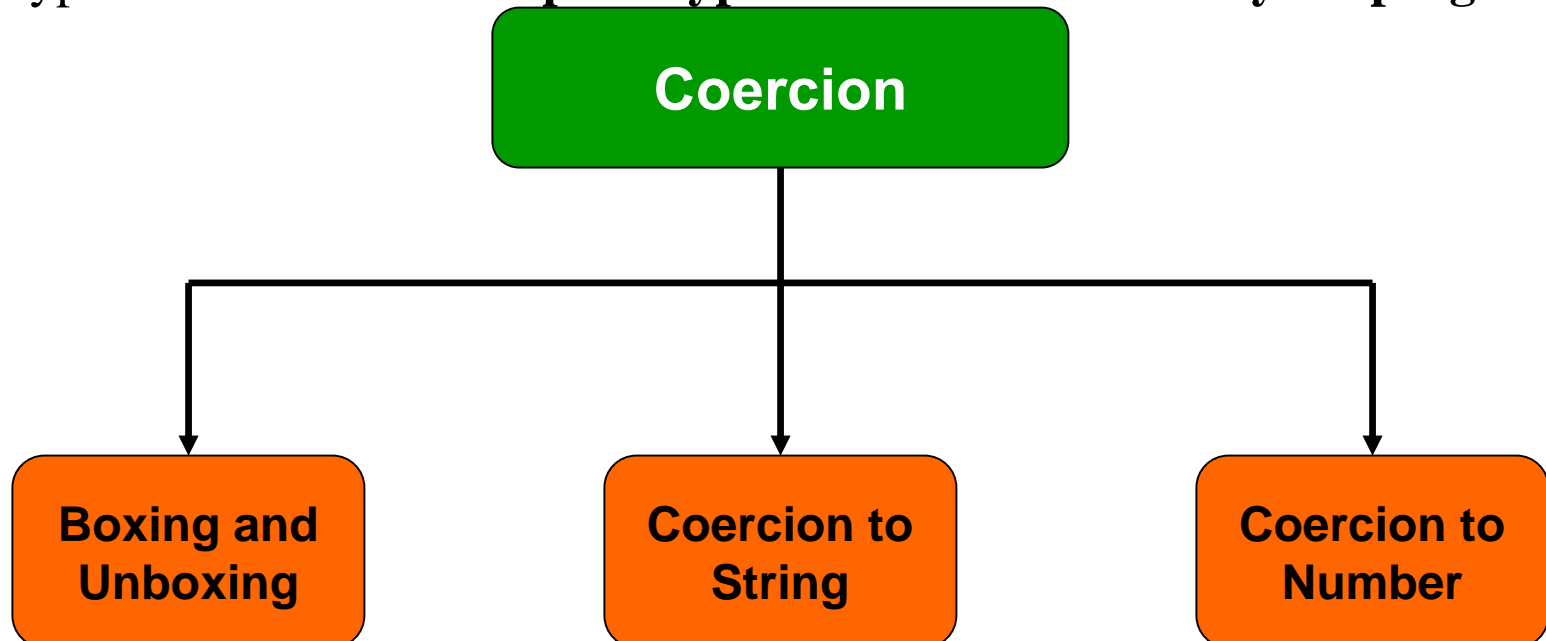 Coercion
Boxing and
Unboxing
Coercion to
String
Coercion to
Number